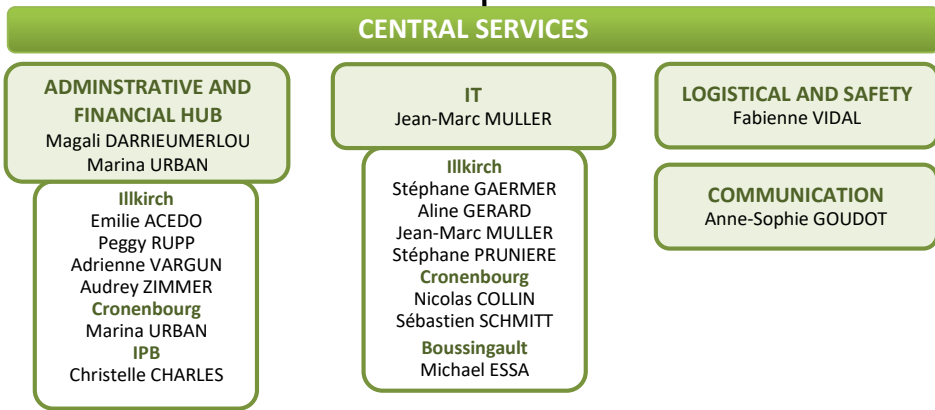 CENTRAL SERVICES
ADMINSTRATIVE AND
FINANCIAL HUB
Magali DARRIEUMERLOU
Marina URBAN
Illkirch
Emilie ACEDO
Peggy RUPP
Adrienne VARGUN
Audrey ZIMMER
Cronenbourg
Marina URBAN
IPB
Christelle CHARLES
IT
Jean-Marc MULLER
Illkirch
Stéphane GAERMER
Aline GERARD
Jean-Marc MULLER
Stéphane PRUNIERE
Cronenbourg
Nicolas COLLIN
Sébastien SCHMITT
Boussingault
Michael ESSA
LOGISTICAL AND SAFETY
Fabienne VIDAL
COMMUNICATION
Anne-Sophie GOUDOT